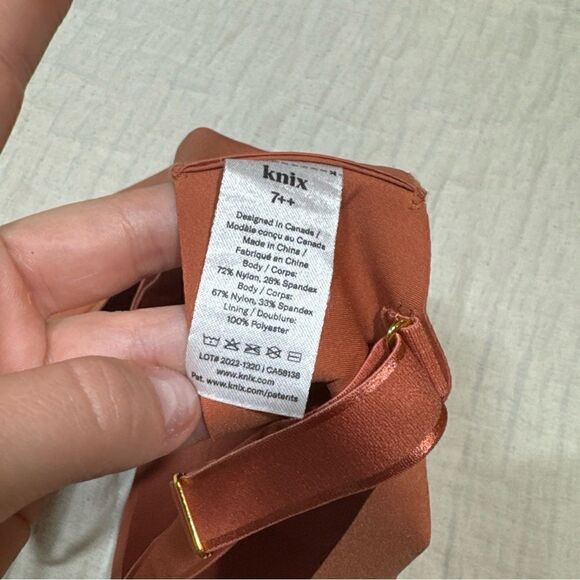 knix
7++
Designed in Canada /
Modèle conçu au Canada
Made in China /
Fabriqué en Chine
Body / Corps:
72% Nylon, 28% Spandex
Body / Corps:
67% Nylon, 33% Spandex
Lining / Doublure:
100% Polyester
LOT# 2022-1320 | CA58138
www.knix.com
Pat. www.knix.com/patents